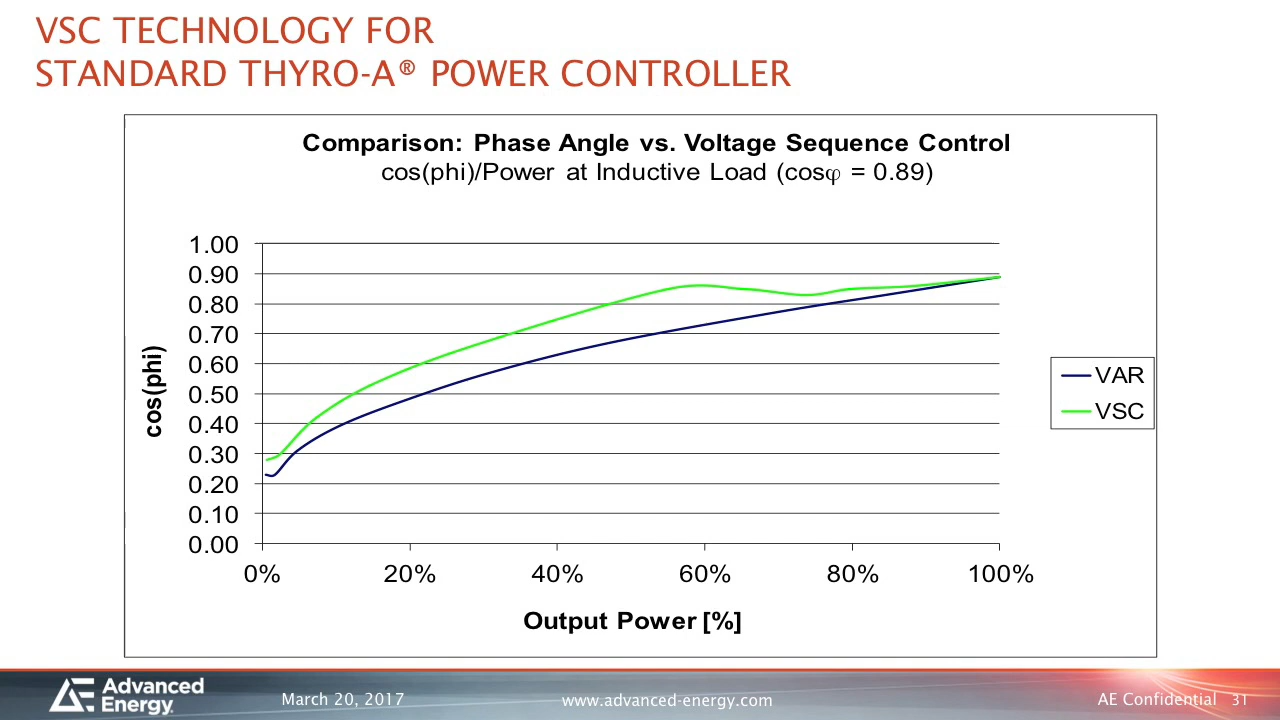 VSC TECHNOLOGY FOR
STANDARD THYRO-A® POWER CONTROLLER
Comparison: Phase Angle vs. Voltage Sequence Control
cos(phi)/Power at Inductive Load (cosφ = 0.89)
1.00
0.90
0.80
0.70
0.60
0.50
0.40
0.30
0.20
0.10
0.00
cos(phi)
0% 20% 40% 60% 80% 100%
Output Power [%]
VAR
VSC
Advanced
Energy
March 20, 2017
www.advanced-energy.com
AE Confidential 31